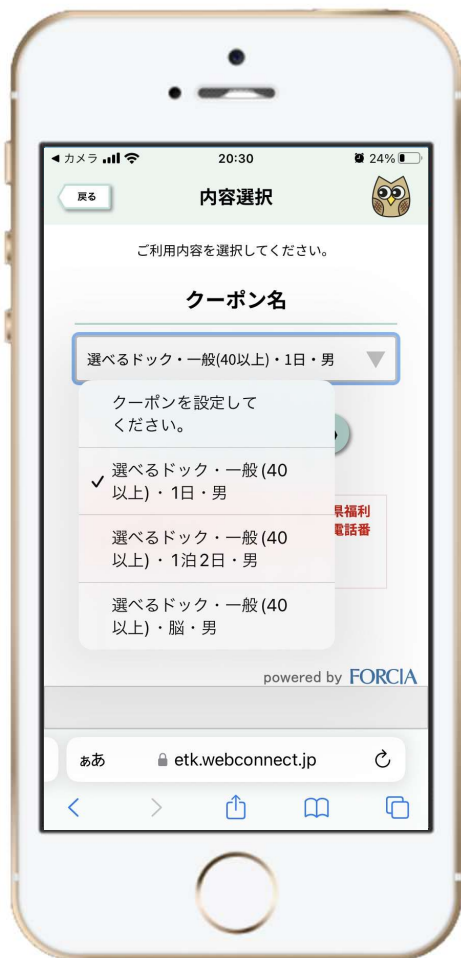 ◀カメラ
20:30
24%
戻る
内容選択
ご利用内容を選択してください。
クーポン名
選べるドック・一般(40以上)・1日・男
クーポンを設定して
ください。
✓ 選べるドック・一般(40
以上)・1日・男
選べるドック・一般(40
以上)・1泊2日・男
選べるドック・一般(40
以上)・脳・男
県福利
電話番
powered by FORCIA
ぁあ
etk.webconnect.jp